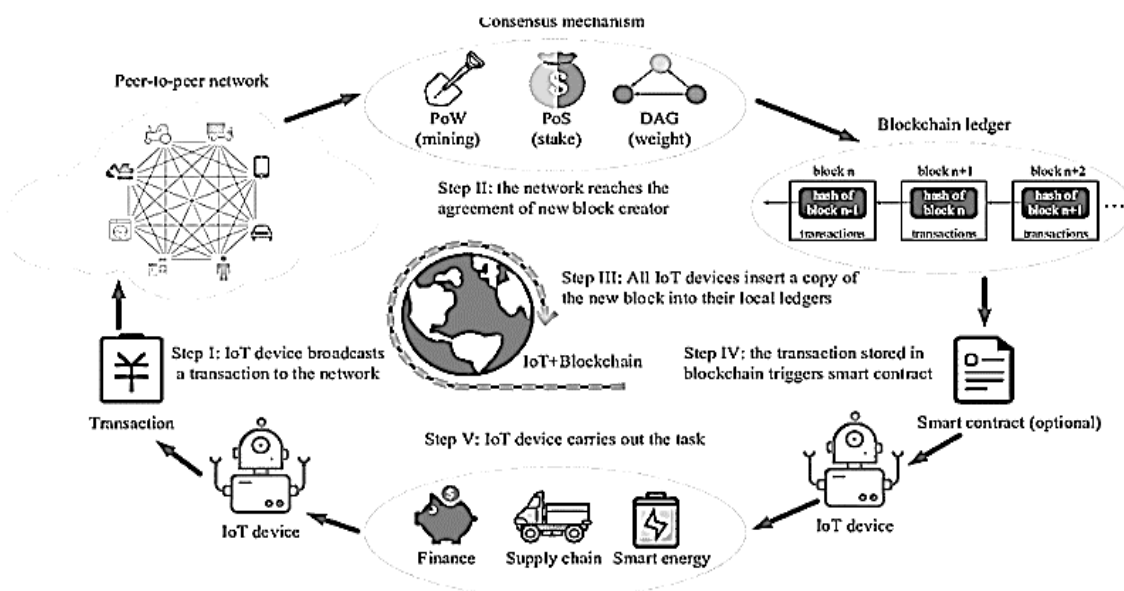 Consensus mechanism
Peer-to-peer network
PoW
(mining)
PoS
(stake)
DAG
(weight)
Blockchain ledger
block n
block n+1
block n+2
hash of
block n-1
hash of
block n
hash of
block n+1
...
transactions
transactions
transactions
Step II: the network reaches the
agreement of new block creator
Step III: All IoT devices insert a copy of
the new block into their local ledgers
IoT+Blockchain
Step I: IoT device broadcasts
a transaction to the network
Step IV: the transaction stored in
blockchain triggers smart contract
¥
Transaction
Smart contract (optional)
Step V: IoT device carries out the task
$
$
IoT device
IoT device
Finance
Supply chain
Smart energy